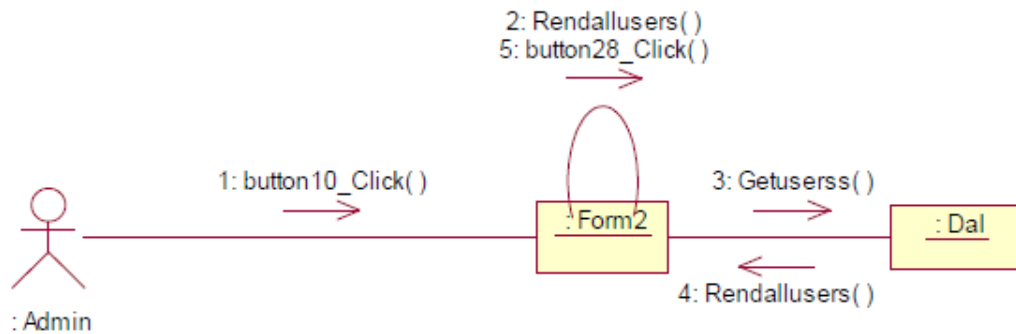 2: Rendallusers( )
5: button28_Click( )
1: button10_Click( )
3: Getuserss( )
: Form2
: Dal
4: Rendallusers( )
: Admin